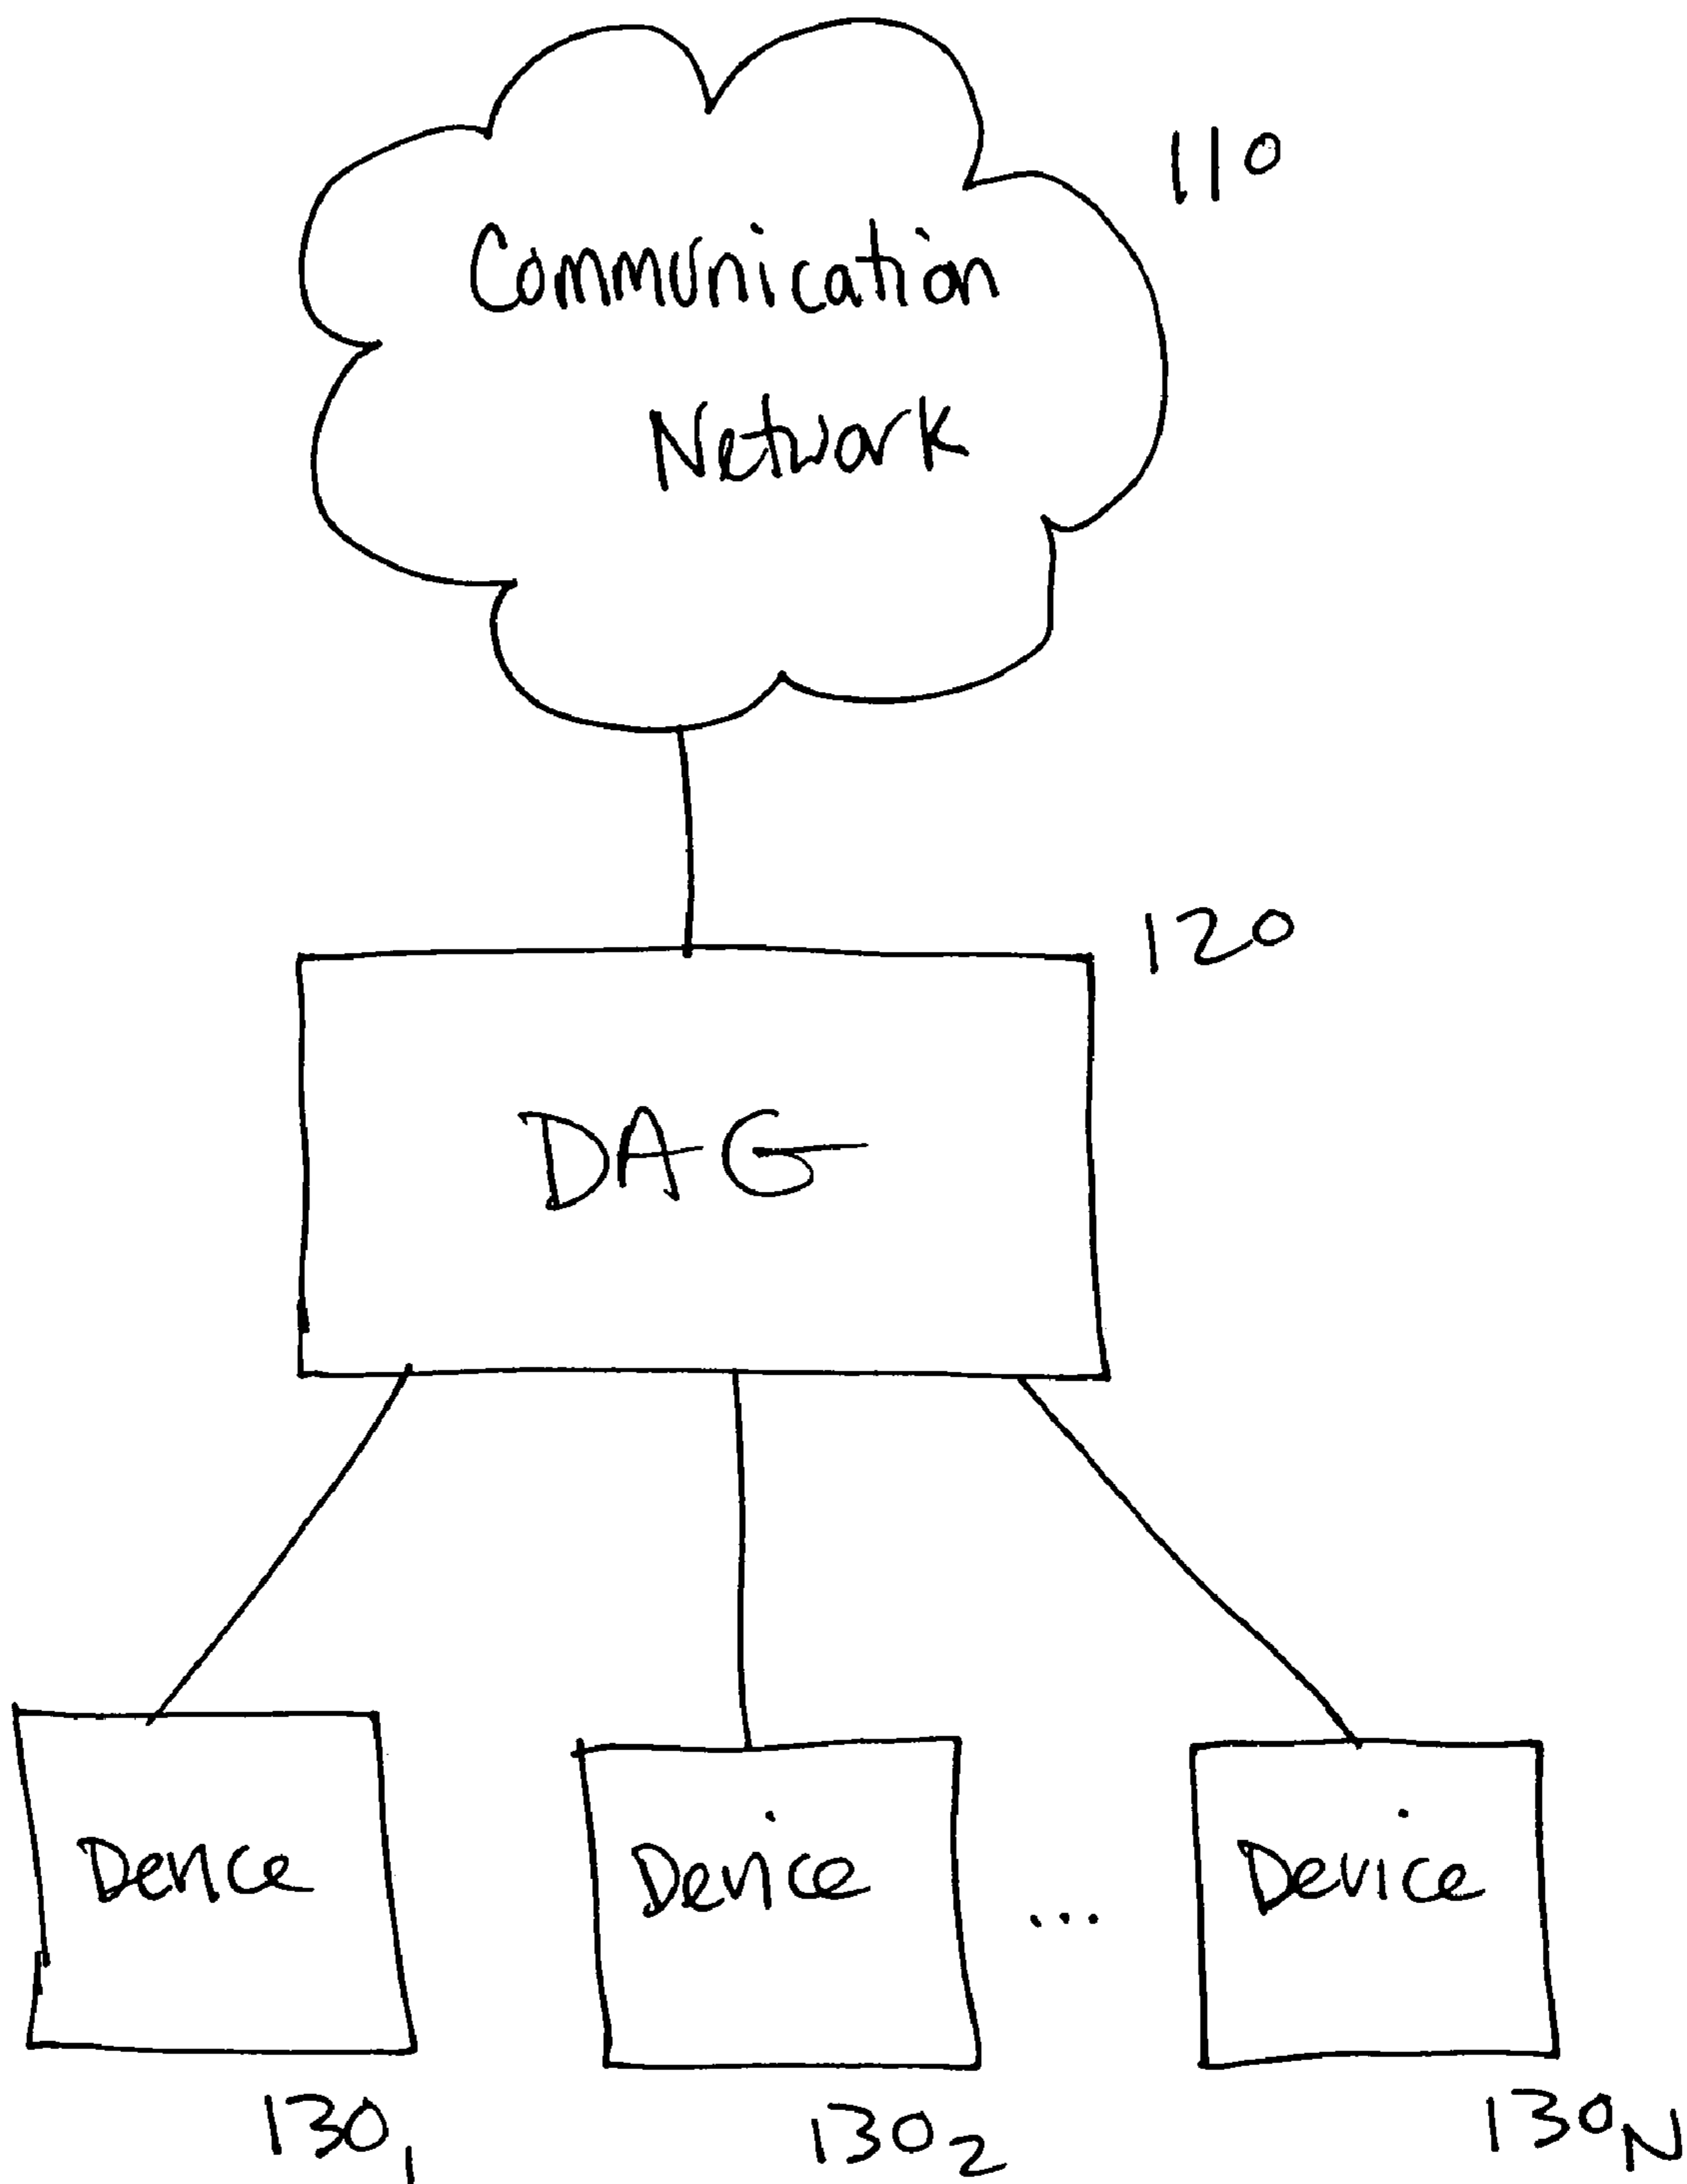 110
Communication
Network
120
DAG
Device
Device
...
Device
130₁
130₂
130N